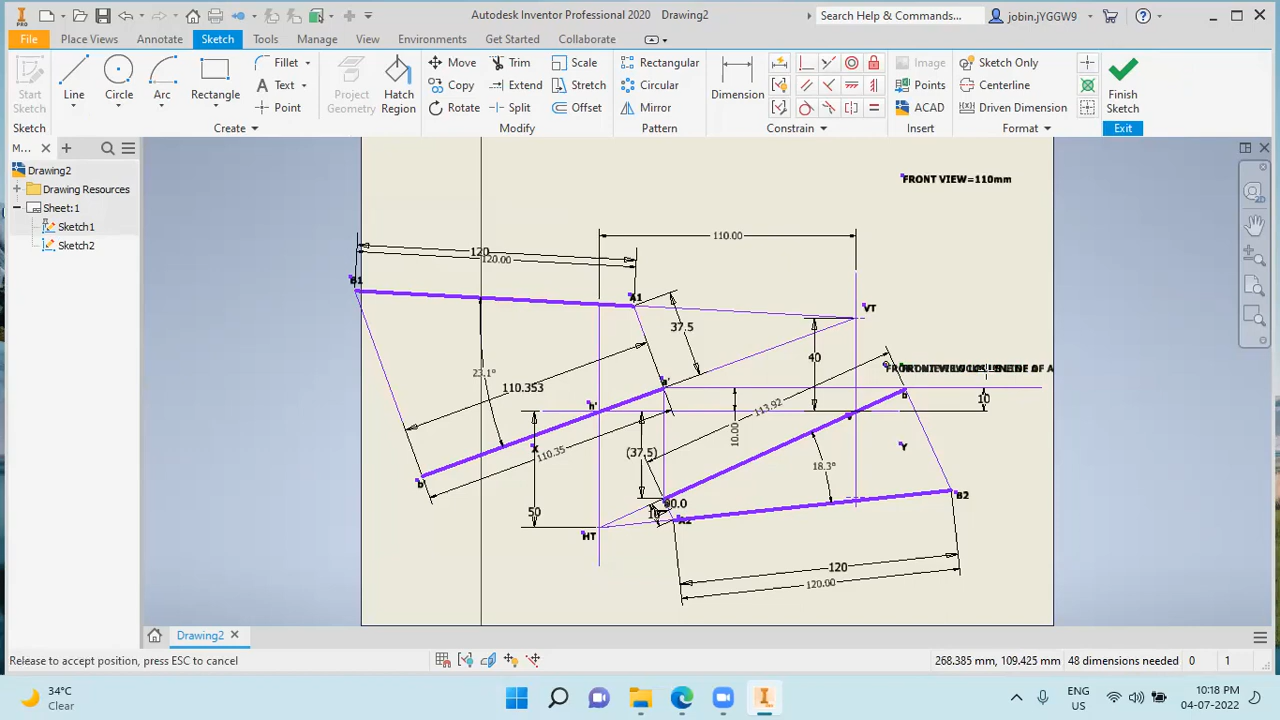 Autodesk Inventor Professional 2020 Drawing2
Search Help & Commands...
jobin.jYGGW9
PRO
File Place Views Annotate Sketch Tools Manage View Environments Get Started Collaborate
Start Sketch
Line
Circle
Arc
Rectangle
Fillet
Text
Point
Project Geometry
Hatch Region
Move Trim Scale
Copy Extend Stretch
Rotate Split Offset
Rectangular
Circular
Mirror
Dimension
Image
Points
ACAD
Sketch Only
Centerline
Driven Dimension
Finish Sketch
Sketch Create Modify Pattern Constrain Insert Format Exit
M...
Drawing2
Drawing Resources
Sheet:1
Sketch1
Sketch2
FRONT VIEW=110mm
110.00
120
120.00
B1
A1
VT
37.5
40
23.1°
110.353
a'
h'
113.92
10
10.00
b
v
X
110.35
(37.5)
Y
18.3°
b'
50
90.0
10
A2
B2
HT
120
120.00
Drawing2
Release to accept position, press ESC to cancel
268.385 mm, 109.425 mm 48 dimensions needed 0 1
34°C
Clear
ENG
US
10:18 PM
04-07-2022